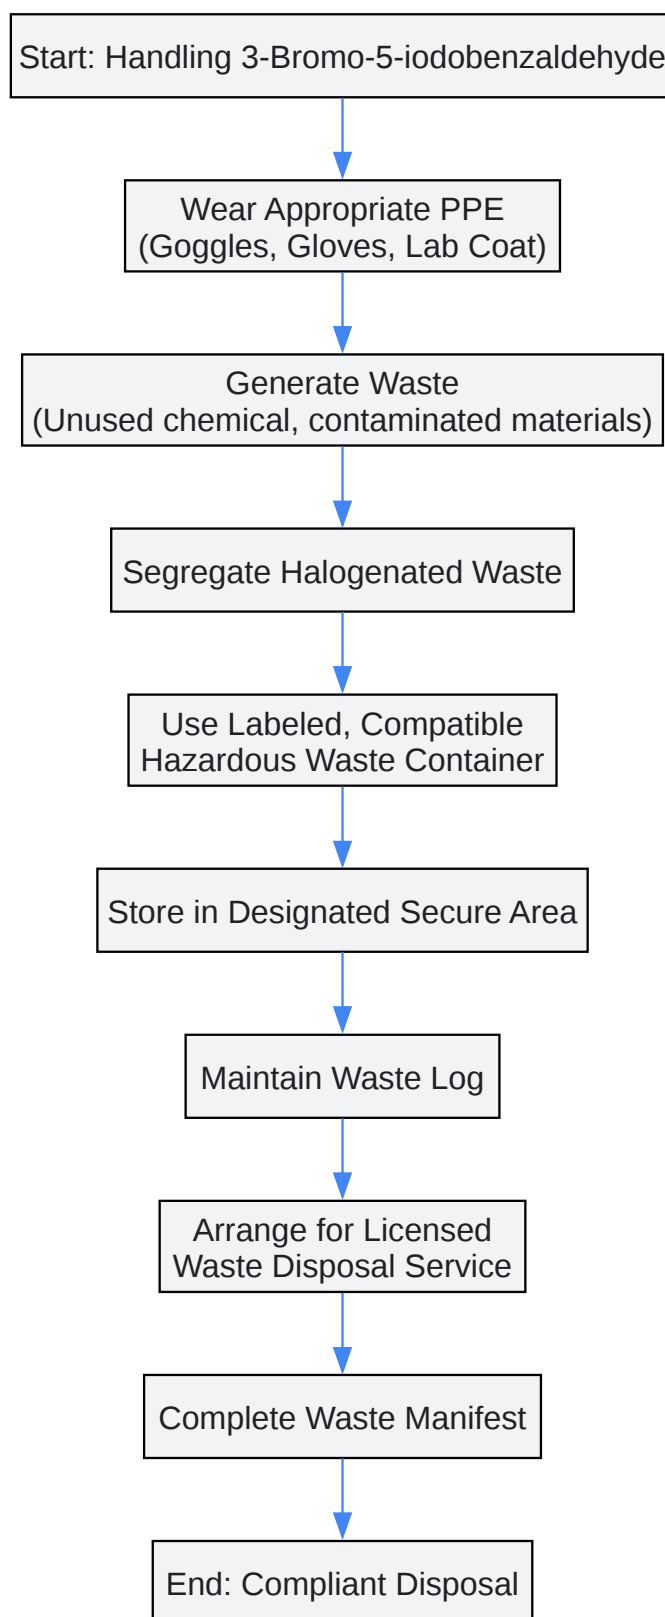 Start: Handling 3-Bromo-5-iodobenzaldehyde
Wear Appropriate PPE
(Goggles, Gloves, Lab Coat)
Generate Waste
(Unused chemical, contaminated materials)
Segregate Halogenated Waste
Use Labeled, Compatible
Hazardous Waste Container
Store in Designated Secure Area
Maintain Waste Log
Arrange for Licensed
Waste Disposal Service
Complete Waste Manifest
End: Compliant Disposal